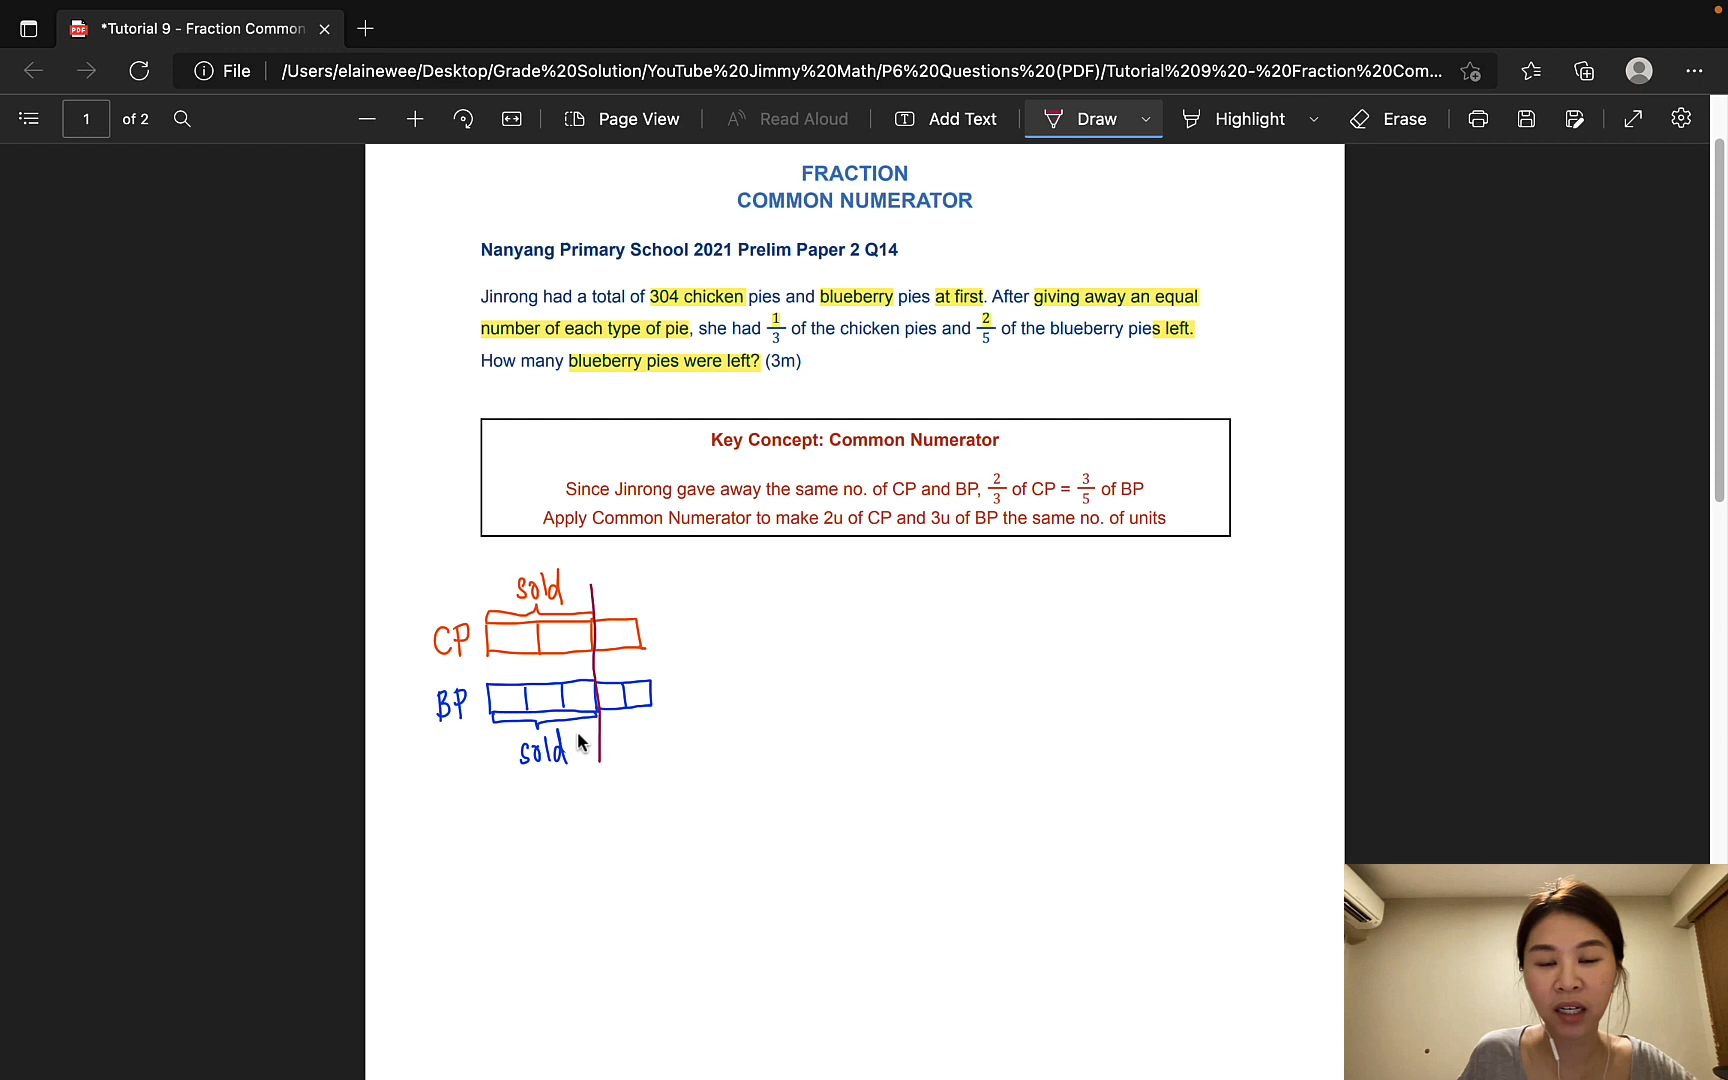 *Tutorial 9 - Fraction Common
File /Users/elainewee/Desktop/Grade%20Solution/YouTube%20Jimmy%20Math/P6%20Questions%20(PDF)/Tutorial%209%20-%20Fraction%20Com...
1 of 2 Page View Read Aloud Add Text Draw Highlight Erase
FRACTION
COMMON NUMERATOR
Nanyang Primary School 2021 Prelim Paper 2 Q14
Jinrong had a total of 304 chicken pies and blueberry pies at first. After giving away an equal
number of each type of pie, she had 1/3 of the chicken pies and 2/5 of the blueberry pies left.
How many blueberry pies were left? (3m)
Key Concept: Common Numerator
Since Jinrong gave away the same no. of CP and BP, 2/3 of CP = 3/5 of BP
Apply Common Numerator to make 2u of CP and 3u of BP the same no. of units
sold
CP
BP
sold